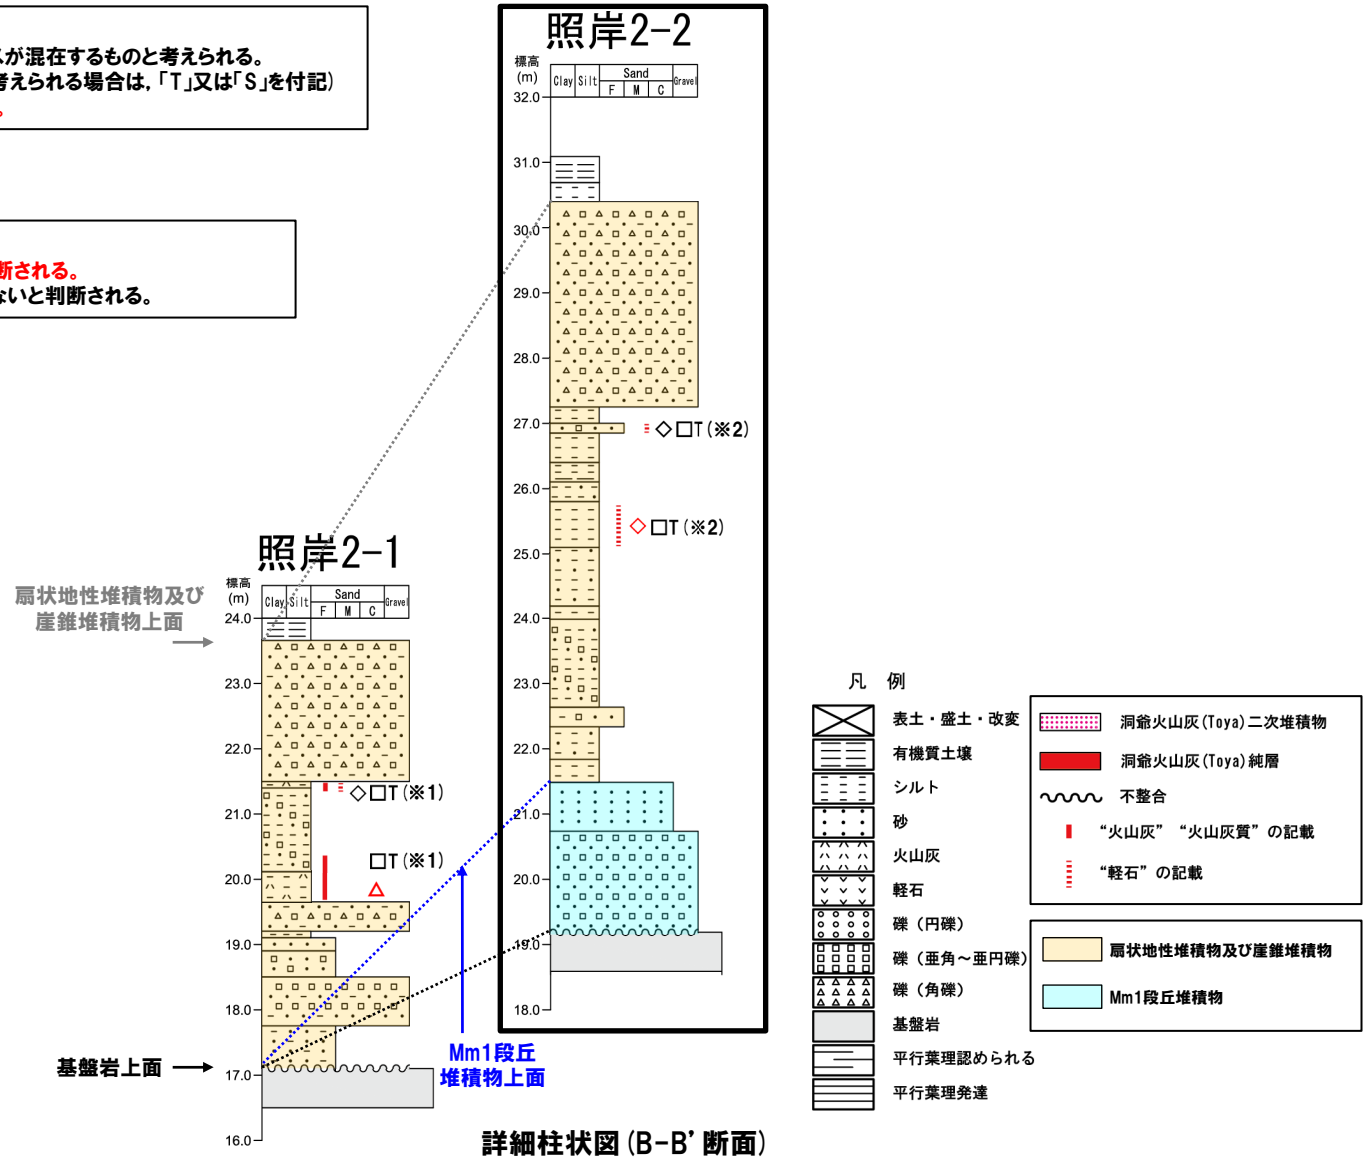 スが混在するものと考えられる。
考えられる場合は，「T」又は「S」を付記）
。
断される。
ないと判断される。
照岸2-2
標高
(m)
Clay Silt Sand Gravel
F M C
32.0
31.0
30.0
29.0
28.0
27.0
◇□T(※2)
26.0
◇□T(※2)
25.0
24.0
23.0
22.0
21.0
20.0
19.0
18.0
照岸2-1
標高
(m)
Clay Silt Sand Gravel
F M C
24.0
23.0
22.0
◇□T(※1)
21.0
□T(※1)
△
20.0
19.0
18.0
17.0
16.0
扇状地性堆積物及び
崖錐堆積物上面
基盤岩上面
Mm1段丘
堆積物上面
詳細柱状図(B-B’断面)
凡 例
表土・盛土・改変
有機質土壌
シルト
砂
火山灰
軽石
礫（円礫）
礫（亜角～亜円礫）
礫（角礫）
基盤岩
平行葉理認められる
平行葉理発達
洞爺火山灰(Toya)二次堆積物
洞爺火山灰(Toya)純層
不整合
“火山灰” “火山灰質”の記載
“軽石”の記載
扇状地性堆積物及び崖錐堆積物
Mm1段丘堆積物